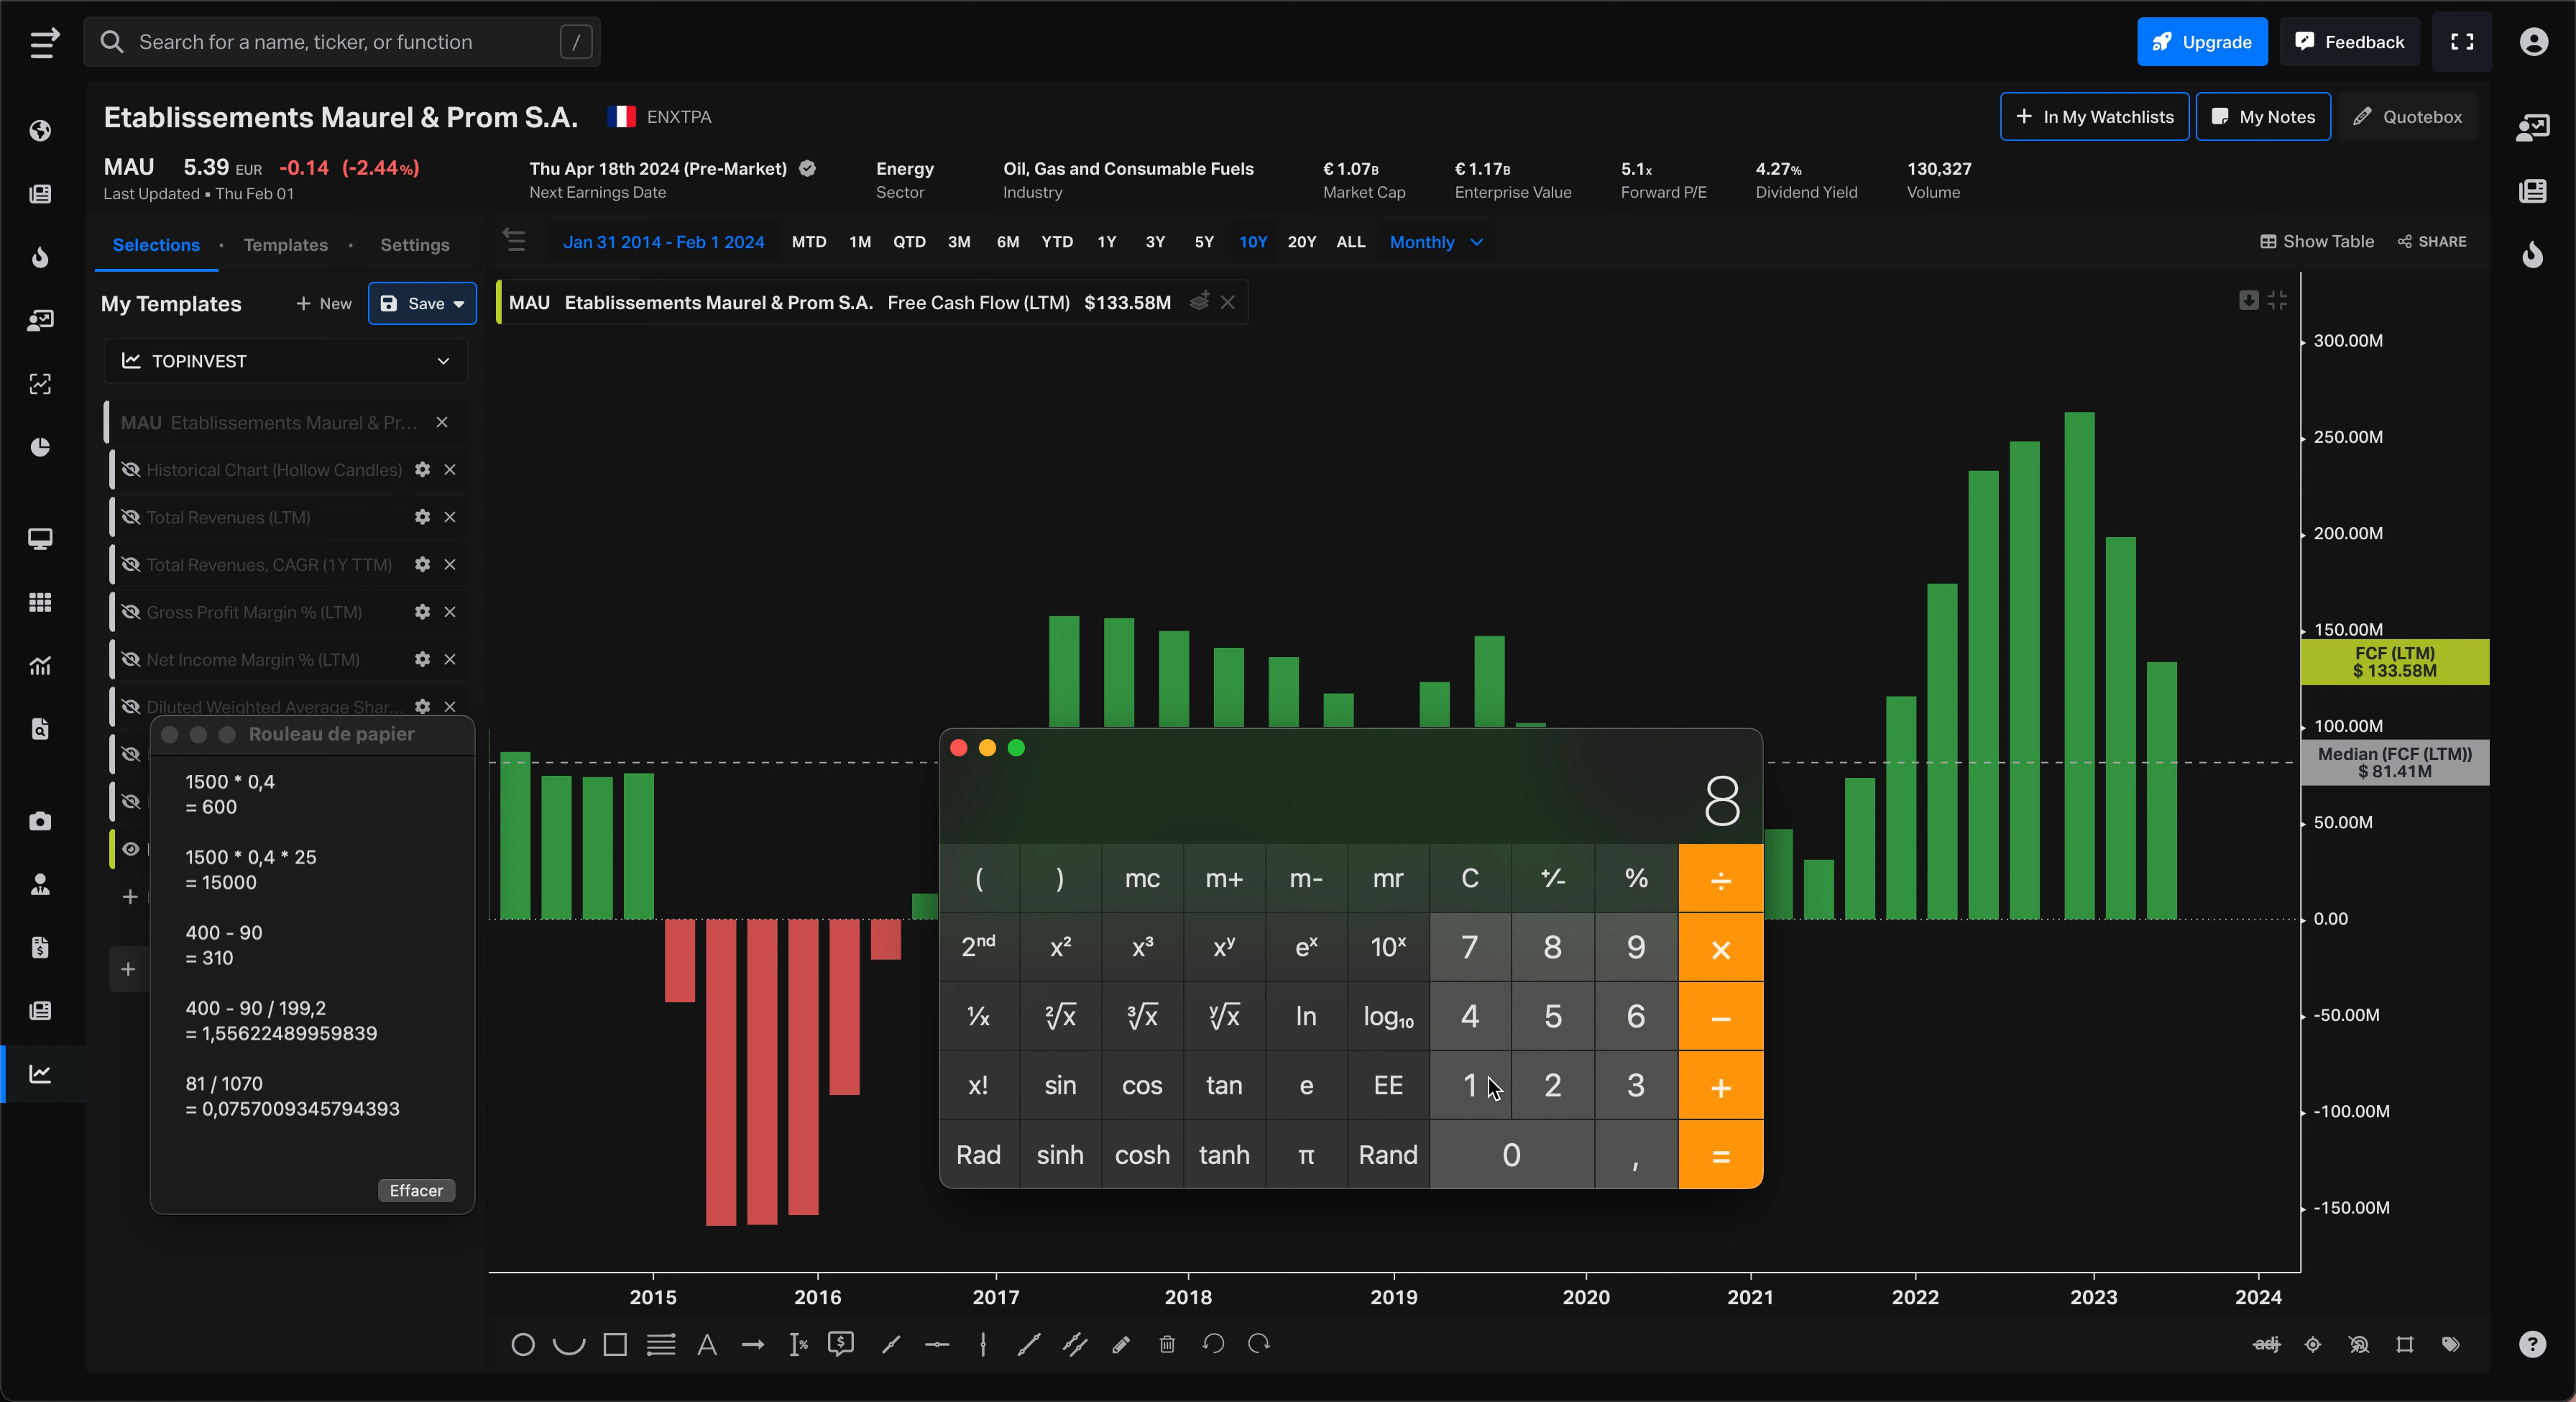 Search for a name, ticker, or function /
Upgrade
Feedback
Etablissements Maurel & Prom S.A. ENXTPA
In My Watchlists
My Notes
Quotebox
MAU 5.39 EUR -0.14 (-2.44%)
Last Updated ▪ Thu Feb 01
Thu Apr 18th 2024 (Pre-Market)
Next Earnings Date
Energy
Sector
Oil, Gas and Consumable Fuels
Industry
€ 1.07B
Market Cap
€ 1.17B
Enterprise Value
5.1x
Forward P/E
4.27%
Dividend Yield
130,327
Volume
Selections · Templates · Settings
Jan 31 2014 - Feb 1 2024 MTD 1M QTD 3M 6M YTD 1Y 3Y 5Y 10Y 20Y ALL Monthly
Show Table SHARE
My Templates + New Save
TOPINVEST
MAU Etablissements Maurel & Pr...
Historical Chart (Hollow Candles)
Total Revenues (LTM)
Total Revenues, CAGR (1Y TTM)
Gross Profit Margin % (LTM)
Net Income Margin % (LTM)
Diluted Weighted Average Shar...
MAU Etablissements Maurel & Prom S.A. Free Cash Flow (LTM) $133.58M
300.00M
250.00M
200.00M
150.00M
FCF (LTM)
$ 133.58M
100.00M
Median (FCF (LTM))
$ 81.41M
50.00M
0.00
-50.00M
-100.00M
-150.00M
2015 2016 2017 2018 2019 2020 2021 2022 2023 2024
Rouleau de papier
1500 * 0,4
= 600
1500 * 0,4 * 25
= 15000
400 - 90
= 310
400 - 90 / 199,2
= 1,55622489959839
81 / 1070
= 0,0757009345794393
Effacer
8
( ) mc m+ m- mr C ⁺⁄₋ % ÷
2ⁿᵈ x² x³ xʸ eˣ 10ˣ 7 8 9 ×
¹⁄x ²√x ³√x ʸ√x ln log₁₀ 4 5 6 −
x! sin cos tan e EE 1 2 3 +
Rad sinh cosh tanh π Rand 0 , =
A
%
$
adj
?